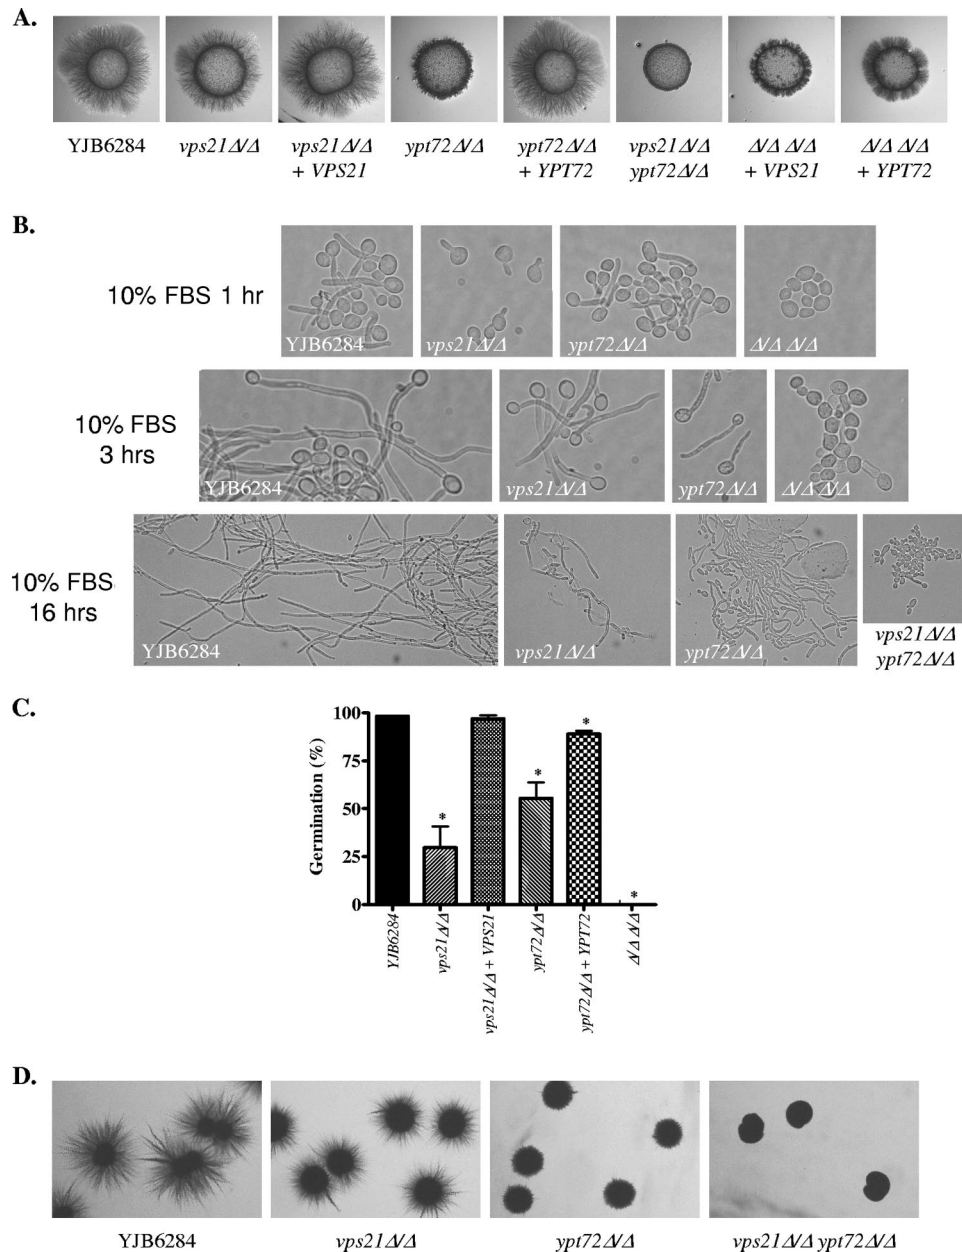 A.
YJB6284 vps21Δ/Δ vps21Δ/Δ ypt72Δ/Δ ypt72Δ/Δ vps21Δ/Δ Δ/Δ Δ/Δ Δ/Δ Δ/Δ
+ VPS21 + YPT72 ypt72Δ/Δ + VPS21 + YPT72
B.
10% FBS 1 hr
YJB6284 vps21Δ/Δ ypt72Δ/Δ Δ/Δ Δ/Δ
10% FBS
3 hrs
YJB6284 vps21Δ/Δ ypt72Δ/Δ Δ/Δ Δ/Δ
10% FBS
16 hrs
YJB6284 vps21Δ/Δ ypt72Δ/Δ
vps21Δ/Δ
ypt72Δ/Δ
C.
Germination (%)
100
75
50
25
0
* * * *
YJB6284
vps21Δ/Δ
vps21Δ/Δ + VPS21
ypt72Δ/Δ
ypt72Δ/Δ + YPT72
Δ/Δ Δ/Δ
D.
YJB6284 vps21Δ/Δ ypt72Δ/Δ vps21Δ/Δ ypt72Δ/Δ